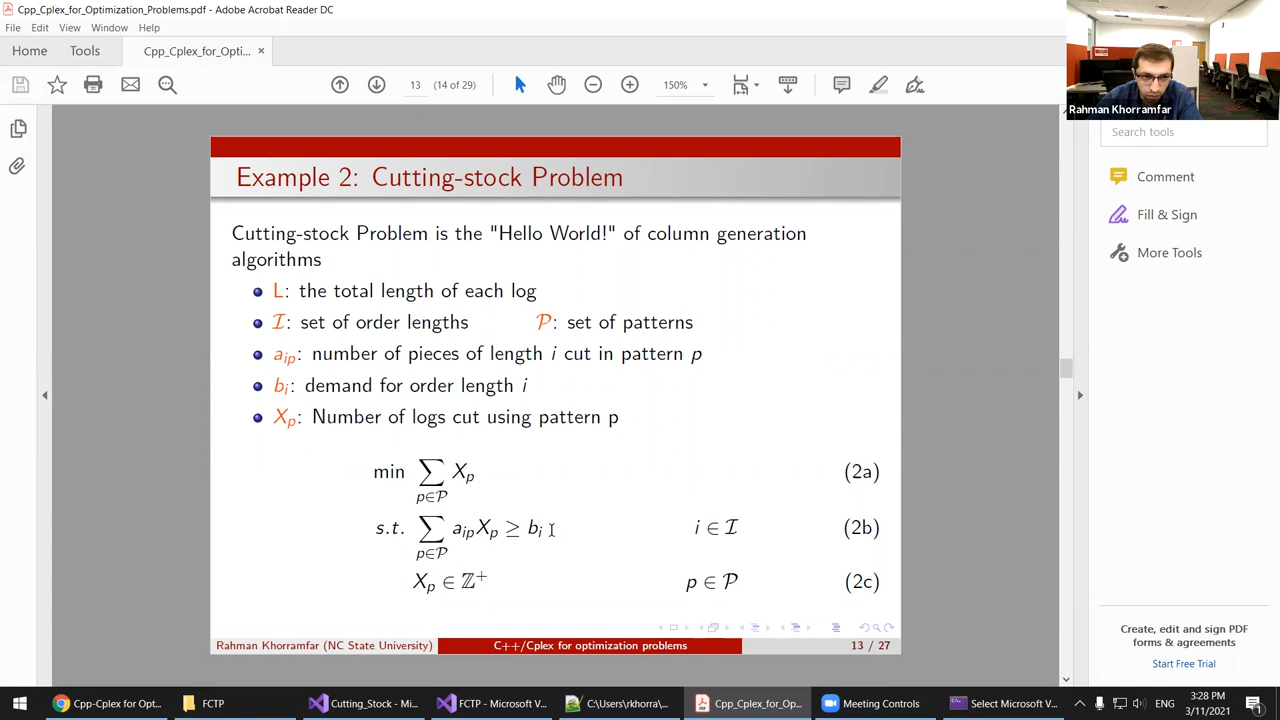 Cpp_Cplex_for_Optimization_Problems.pdf - Adobe Acrobat Reader DC
File Edit View Window Help
Home Tools Cpp_Cplex_for_Opti... ×
13 (14 of 29) 150%
Rahman Khorramfar
Search tools
Comment
Fill & Sign
More Tools
Example 2: Cutting-stock Problem
Cutting-stock Problem is the "Hello World!" of column generation
algorithms
L: the total length of each log
I: set of order lengths P: set of patterns
a_{ip}: number of pieces of length i cut in pattern p
b_i: demand for order length i
X_p: Number of logs cut using pattern p
min ∑_{p∈P} X_p (2a)
s.t. ∑_{p∈P} a_{ip}X_p ≥ b_i i ∈ I (2b)
X_p ∈ ℤ^+ p ∈ P (2c)
Rahman Khorramfar (NC State University) C++/Cplex for optimization problems 13 / 27
Create, edit and sign PDF
forms & agreements
Start Free Trial
Cpp-Cplex for Opti... FCTP Cutting_Stock - Mi... FCTP - Microsoft V... C:\Users\rkhorra\... Cpp_Cplex_for_Op... Meeting Controls Select Microsoft V... ENG
3:28 PM
3/11/2021